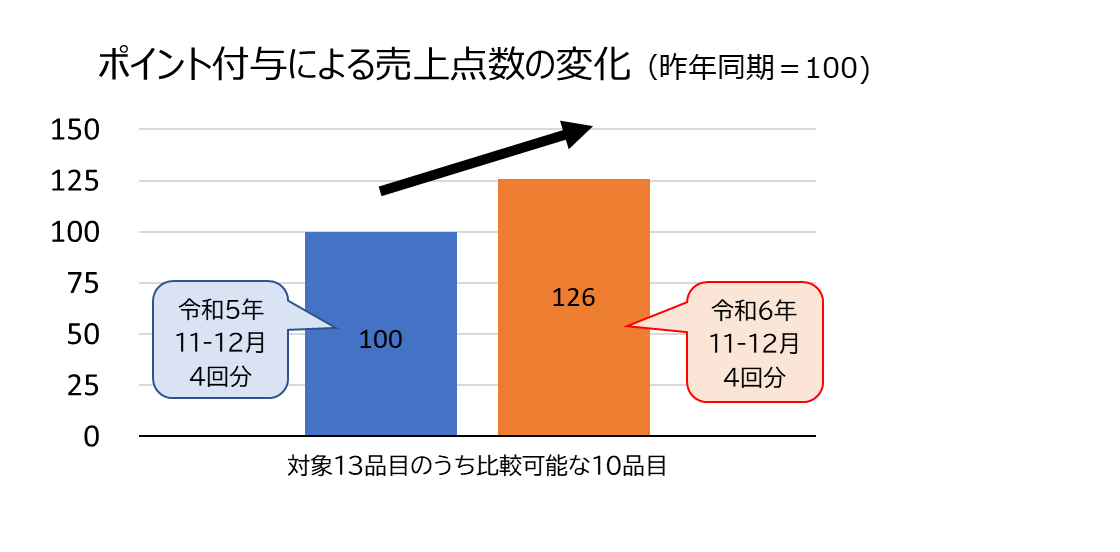 ポイント付与による売上点数の変化（昨年同期＝100）
150
125
100
75
50
25
0
令和5年
11-12月
4回分
100
126
令和6年
11-12月
4回分
対象13品目のうち比較可能な10品目